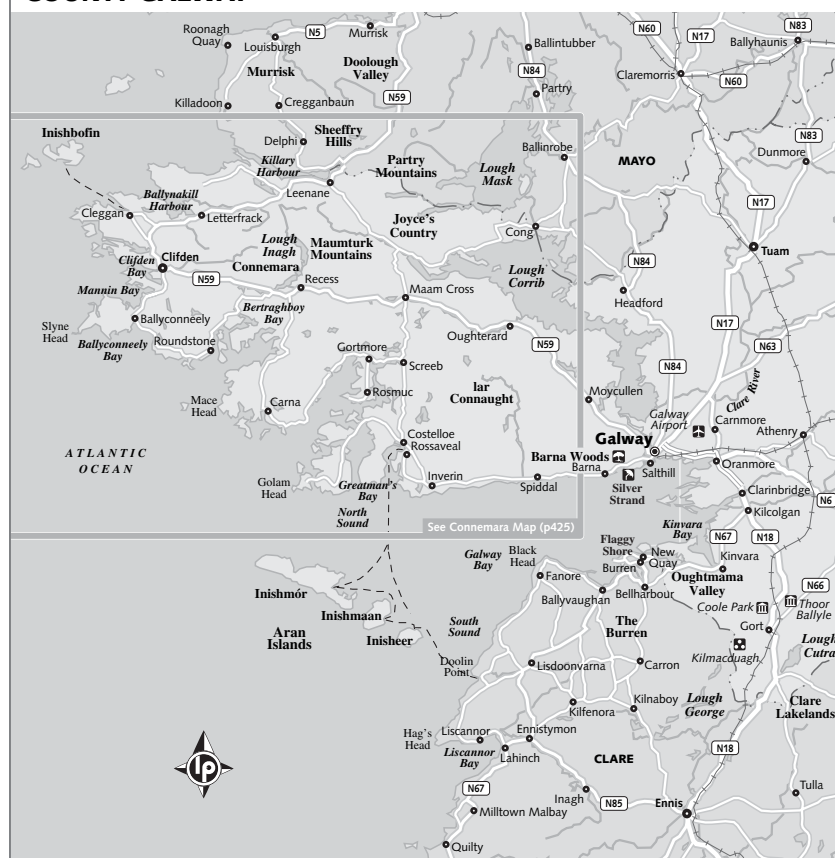 Roonagh
Quay
Louisburgh
N5
Murrisk
Ballintubber
N60
N17
Ballyhaunis
N83
Murrisk
Doolough
Valley
N84
Partry
Claremorris
N60
Killadoon
Cregganbaun
N59
Inishbofin
Delphi
Sheeffry
Hills
Ballinrobe
MAYO
N83
Dunmore
Killary
Harbour
Partry
Mountains
Lough
Mask
Leenane
Ballynakill
Harbour
Cleggan
Letterfrack
Joyce's
Country
Cong
N17
Tuam
Lough
Inagh
Maumturk
Mountains
Clifden
Bay
Clifden
Connemara
Lough
Corrib
N84
Mannin Bay
N59
Recess
Maam Cross
Headford
Slyne
Head
Ballyconneely
Bertraghboy
Bay
Oughterard
N17
Ballyconneely
Bay
Roundstone
Gortmore
N59
N63
Screeb
N84
Mace
Head
Carna
Rosmuc
Iar
Connaught
Moycullen
Clare River
Galway
Airport
Carnmore
Athenry
ATLANTIC
OCEAN
Costelloe
Rossaveal
Galway
Barna Woods
Barna
Salthill
Oranmore
Golam
Head
Greatman's
Bay
Inverin
Spiddal
Silver
Strand
Clarinbridge
N6
North
Sound
Kilcolgan
See Connemara Map (p425)
Kinvara
Bay
N67
N18
Galway
Bay
Black
Head
Flaggy
Shore
New
Quay
Burren
Kinvara
Fanore
Oughtmama
Valley
N66
Inishmór
Ballyvaughan
Bellharbour
Coole Park
Thoor
Ballyle
Inishmaan
South
Sound
The
Burren
Gort
Aran
Islands
Inisheer
Kilmacduagh
Lough
Cutra
Doolin
Point
Lisdoonvarna
Carron
Kilfenora
Kilnaboy
Lough
George
Clare
Lakelands
Hag's
Head
Liscannor
Ennistymon
Liscannor
Bay
Lahinch
CLARE
N18
lp
N67
Inagh
N85
Ennis
Tulla
Milltown Malbay
Quilty